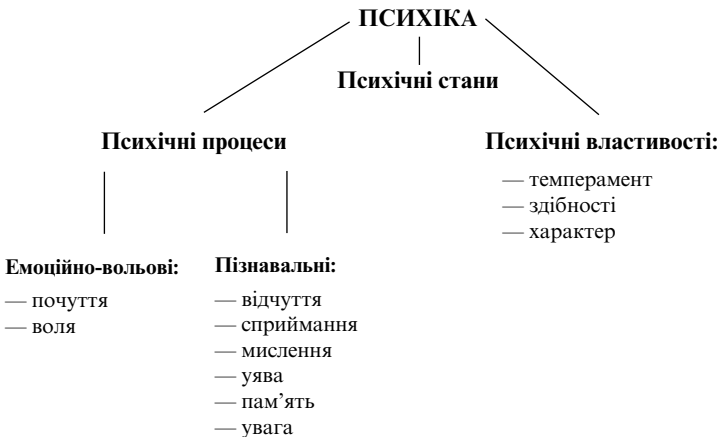 ПСИХІКА
Психічні стани
Психічні процеси
Психічні властивості:
— темперамент
— здібності
— характер
Емоційно-вольові:
— почуття
— воля
Пізнавальні:
— відчуття
— сприймання
— мислення
— уява
— пам’ять
— увага